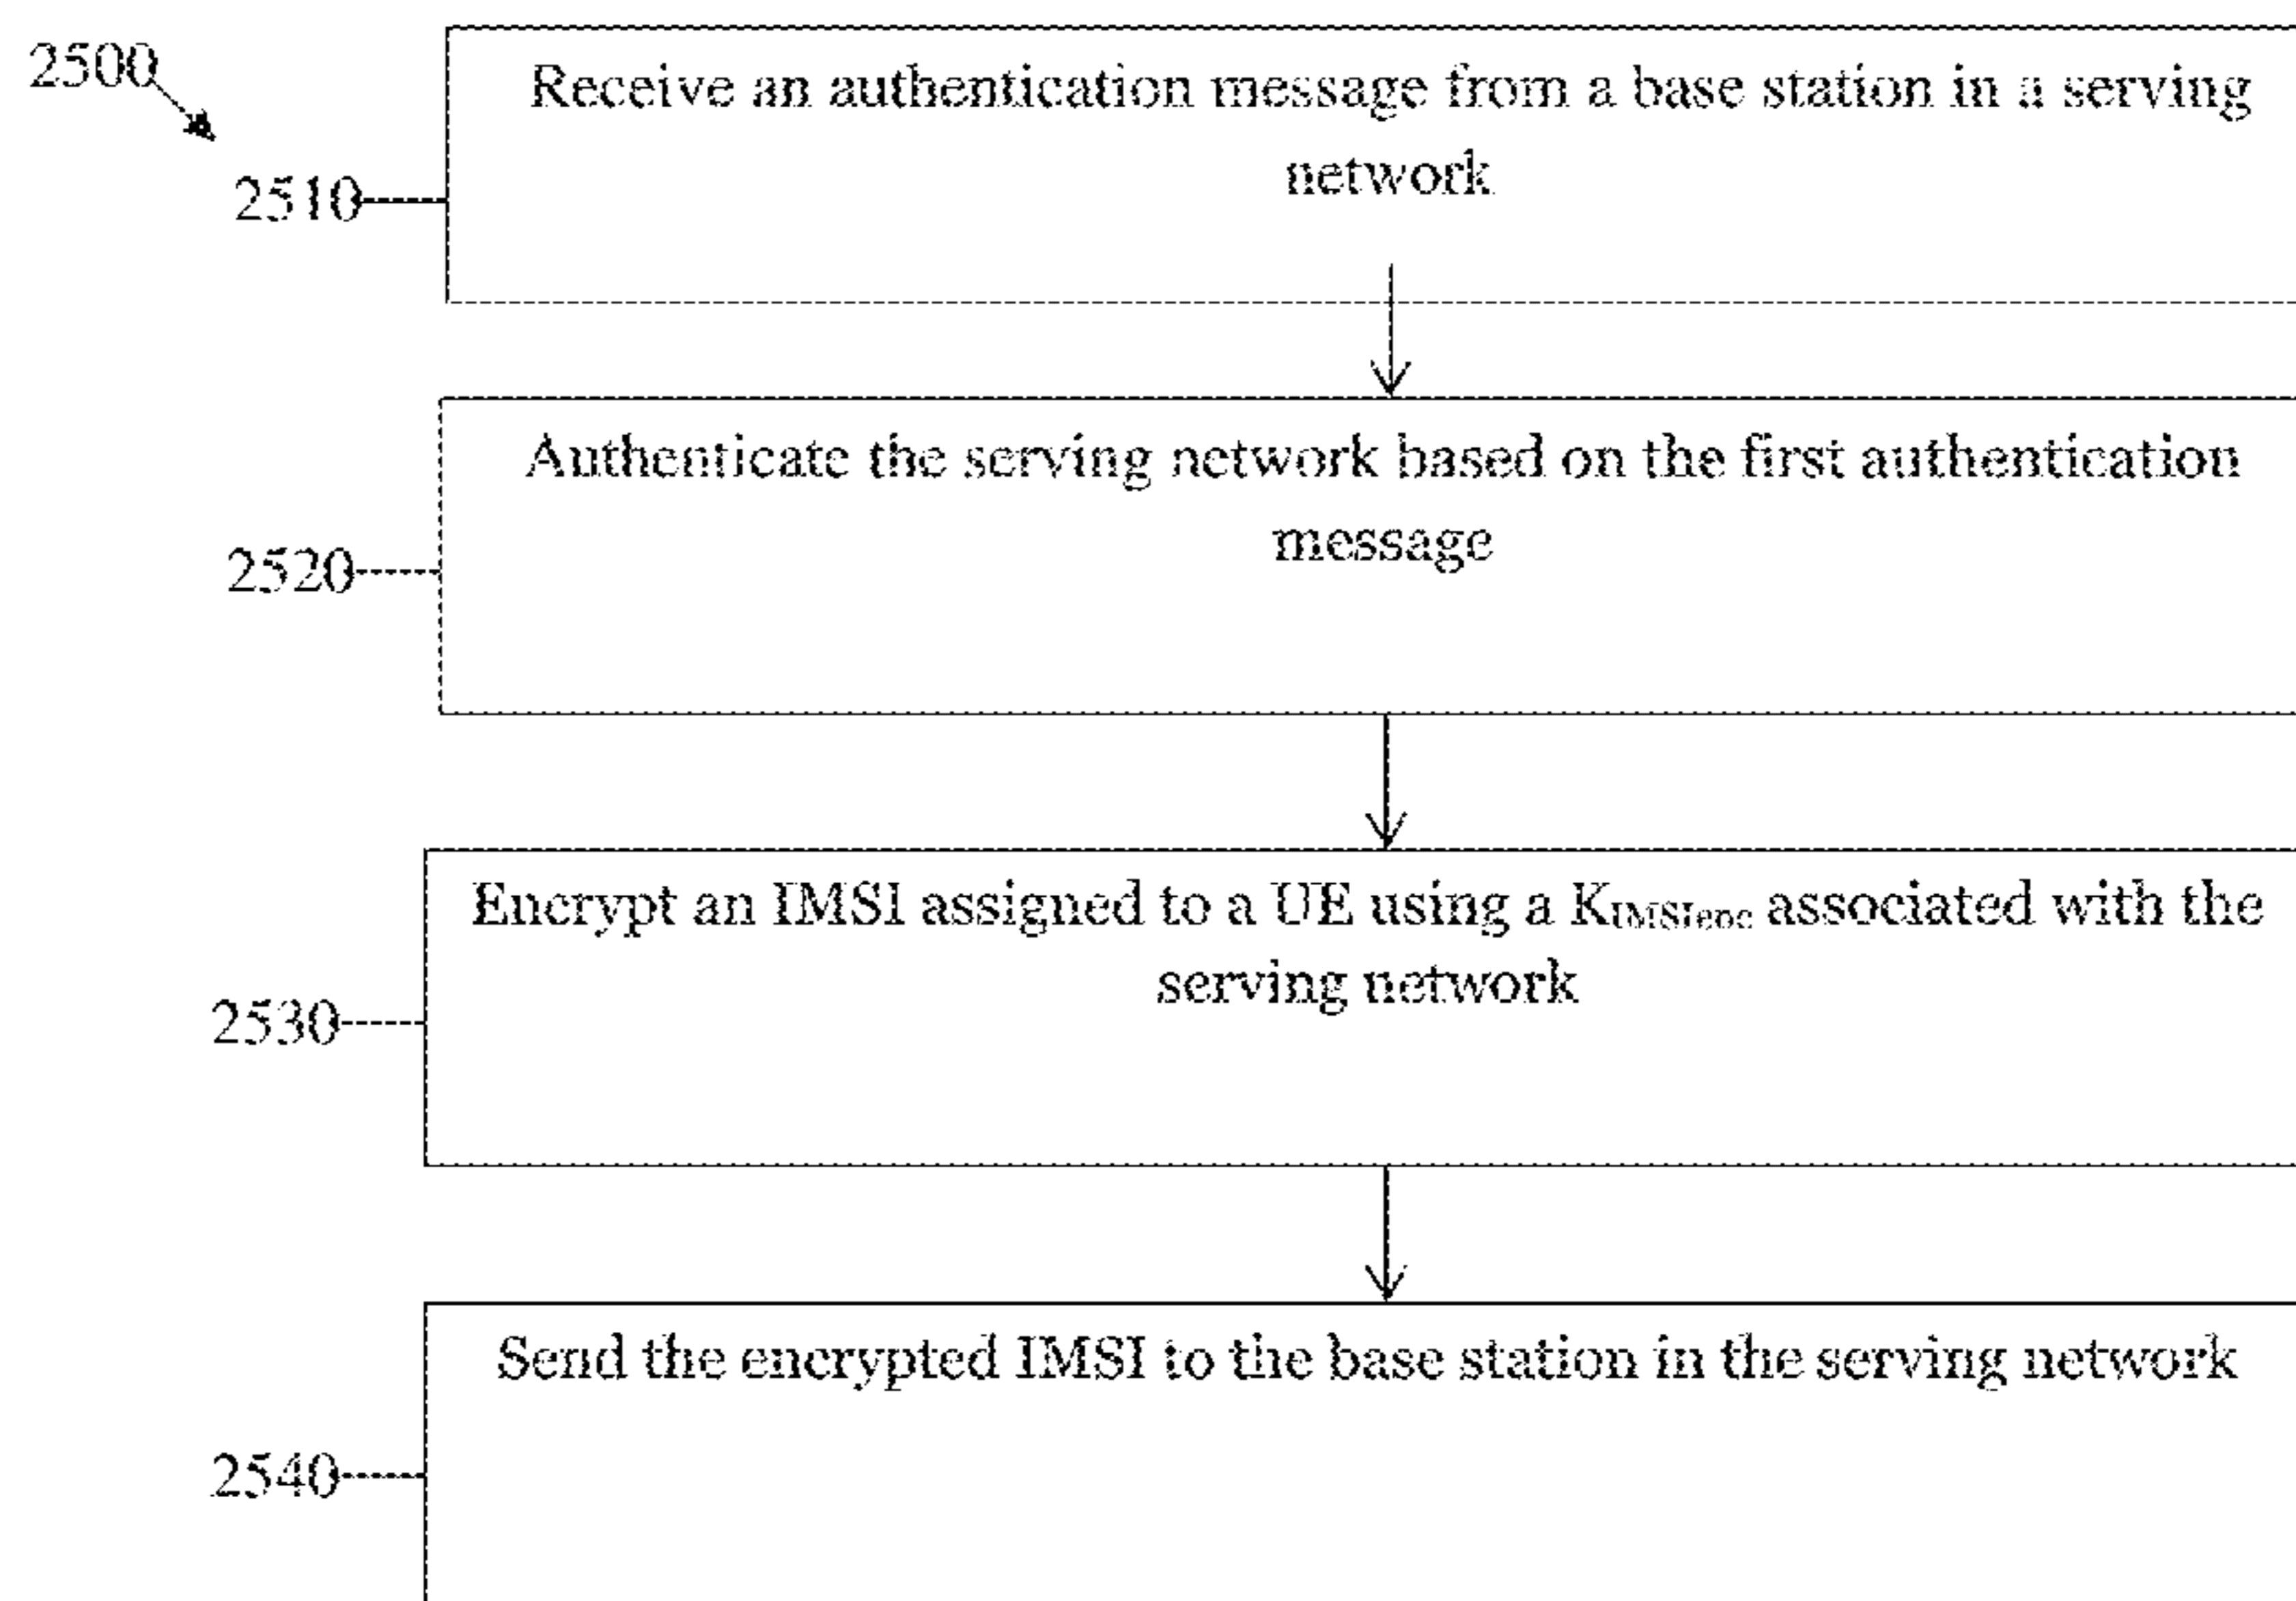 2500
Receive an authentication message from a base station in a serving
network
2510
Authenticate the serving network based on the first authentication
message
2520
Encrypt an IMSI assigned to a UE using a KIMSIenc associated with the
serving network
2530
Send the encrypted IMSI to the base station in the serving network
2540